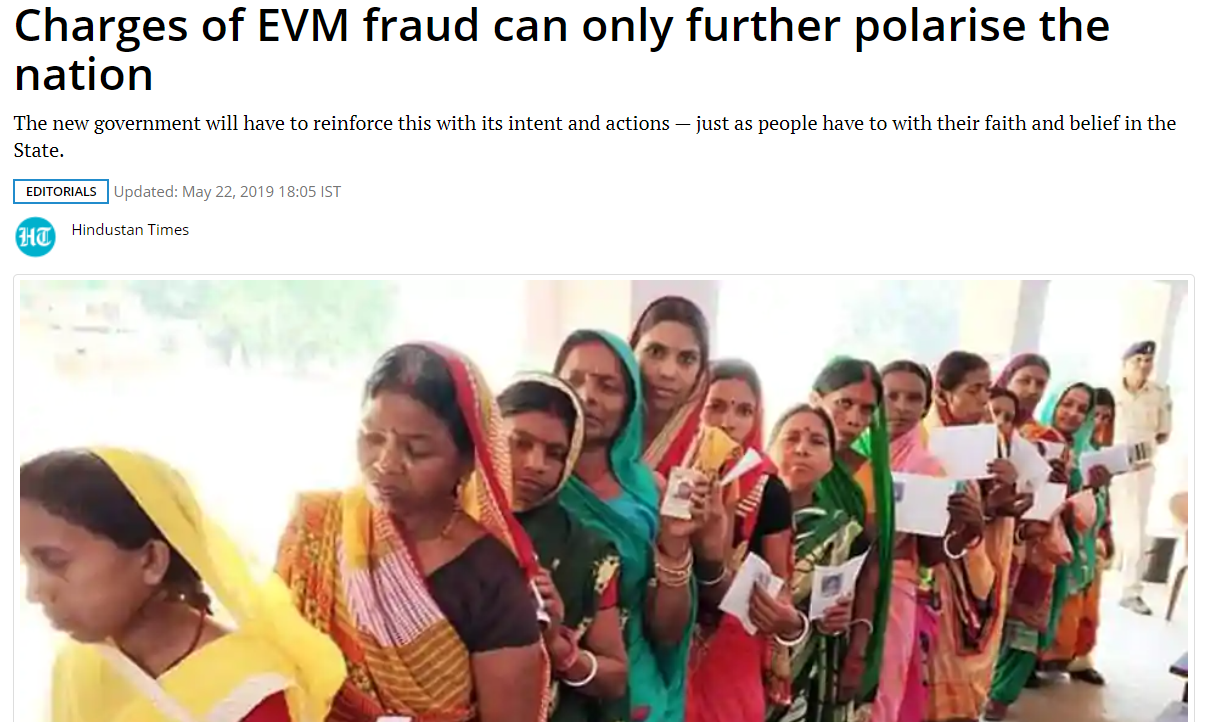 Charges of EVM fraud can only further polarise the
nation
The new government will have to reinforce this with its intent and actions — just as people have to with their faith and belief in the
State.
EDITORIALS Updated: May 22, 2019 18:05 IST
HT Hindustan Times